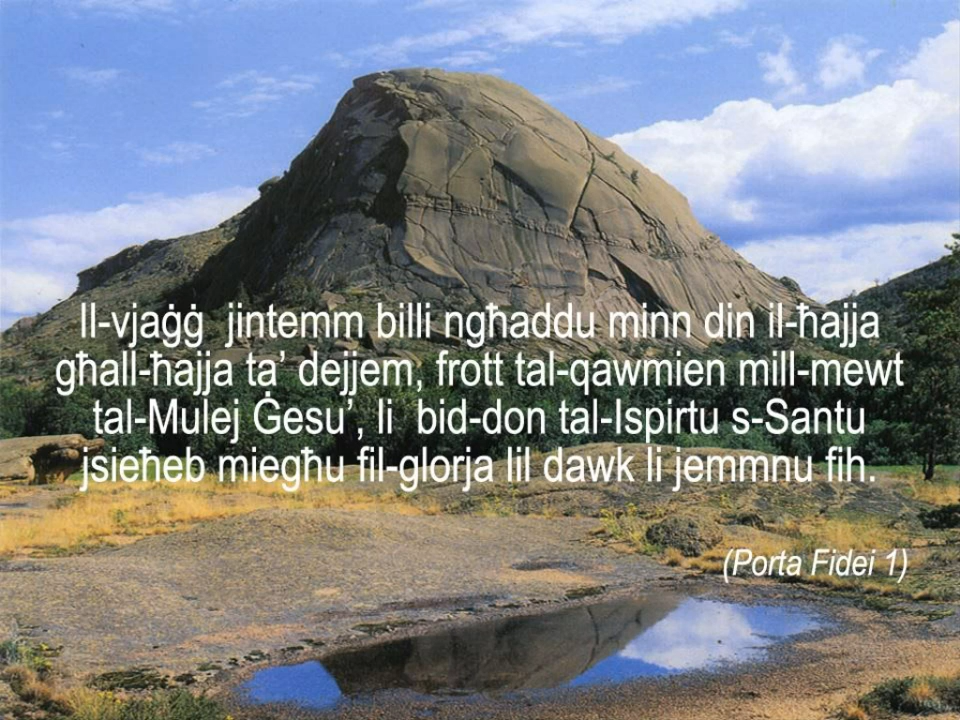 Il-vjaġġ  jintemm billi ngħaddu minn din il-ħajja
għall-ħajja ta’ dejjem, frott tal-qawmien mill-mewt
tal-Mulej Ġesu’, li  bid-don tal-Ispirtu s-Santu
jsieħeb miegħu fil-glorja lil dawk li jemmnu fih.
(Porta Fidei 1)